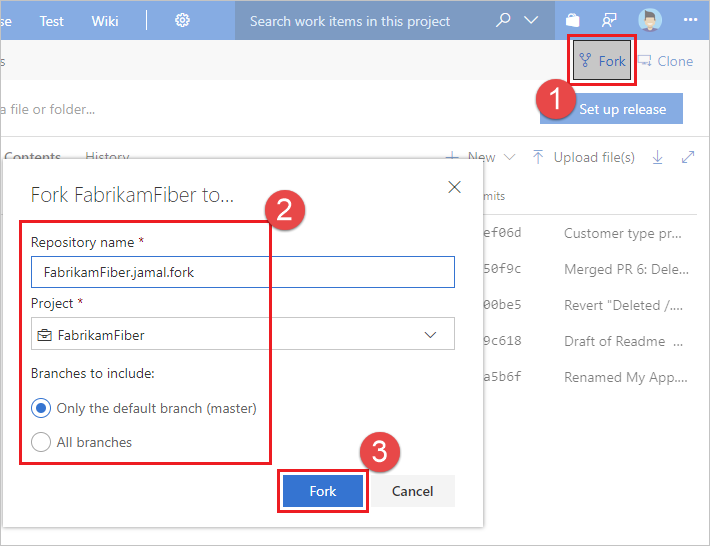 se Test Wiki Search work items in this project
s Fork Clone
1
a file or folder... Set up release
Contents History New Upload file(s)
Fork FabrikamFiber to...
2
mits
Repository name *
ef06d Customer type pr...
FabrikamFiber.jamal.fork
50f9c Merged PR 6: Dele...
Project *
00be5 Revert "Deleted /...
FabrikamFiber
9c618 Draft of Readme ...
Branches to include:
a5b6f Renamed My App....
Only the default branch (master)
All branches
3
Fork Cancel